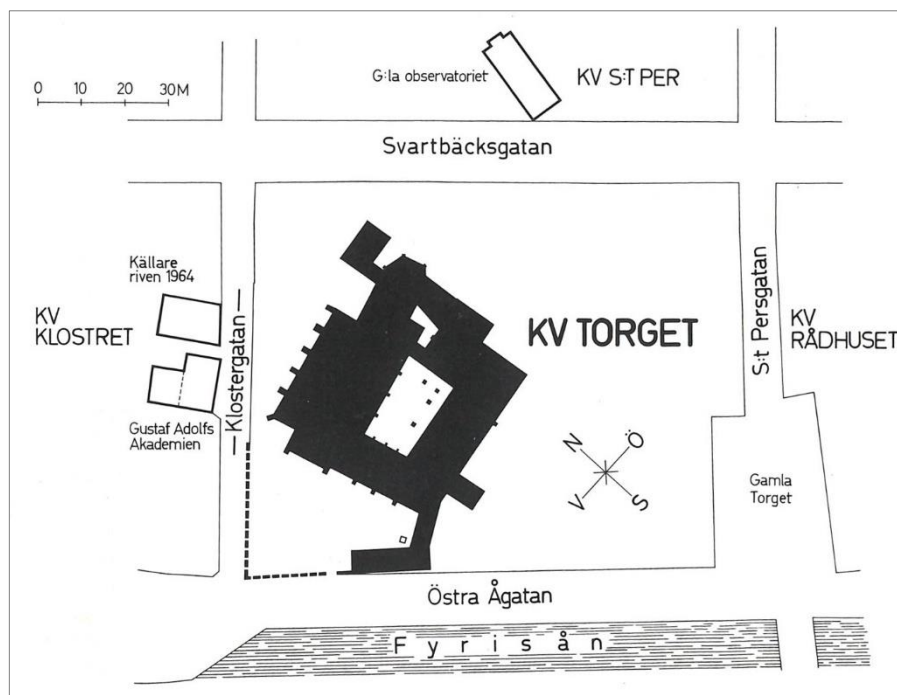 G:la observatoriet
KV S:T PER
0 10 20 30M
Svartbäcksgatan
Källare
riven 1964
KV
KLOSTRET
—Klostergatan—
Gustaf Adolfs
Akademien
KV TORGET
S:t Persgatan
KV
RÅDHUSET
N
Ö
V
S
Gamla
Torget
Östra Ågatan
Fyrisån